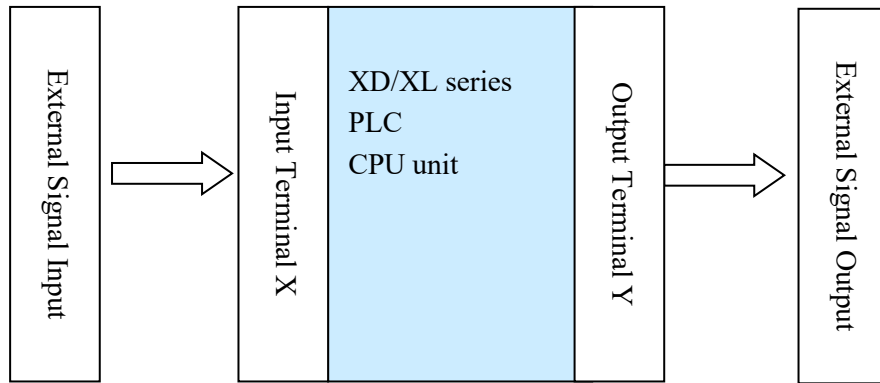 External Signal Input
Input Terminal X
XD/XL series
PLC
CPU unit
Output Terminal Y
External Signal Output